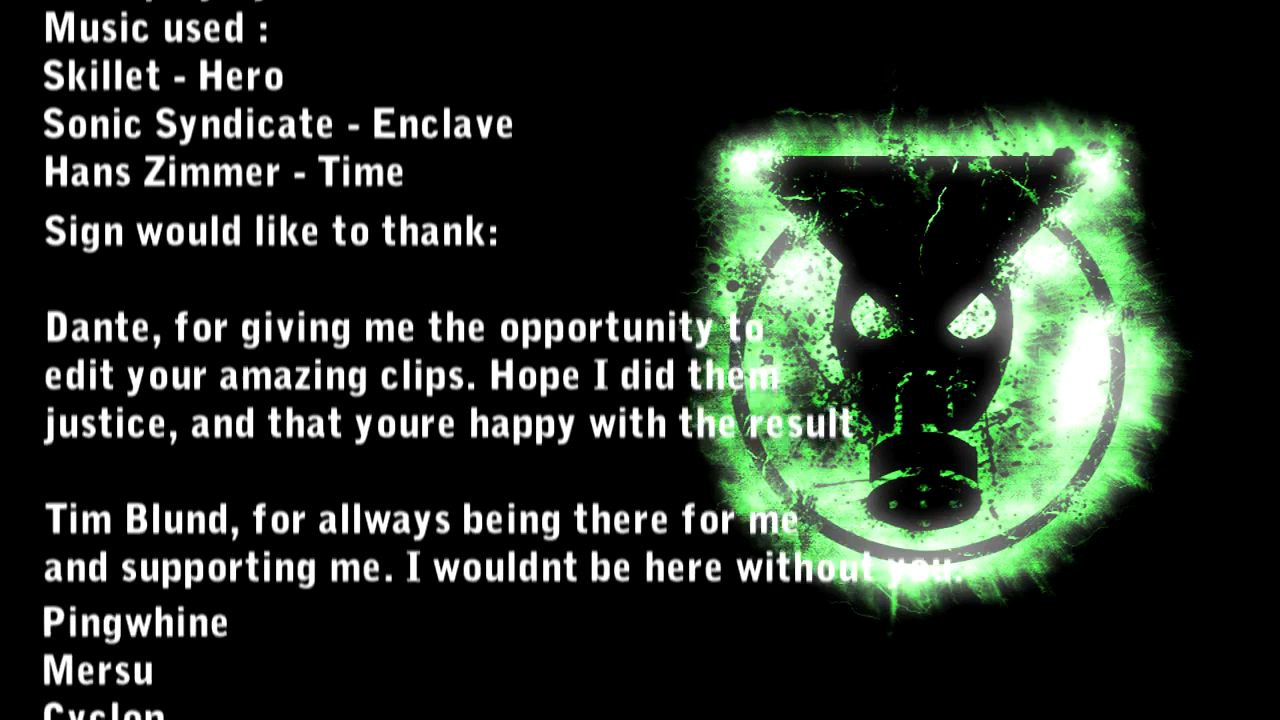 Music used :
Skillet - Hero
Sonic Syndicate - Enclave
Hans Zimmer - Time
Sign would like to thank:
Dante, for giving me the opportunity to
edit your amazing clips. Hope I did them
justice, and that youre happy with the result
Tim Blund, for allways being there for me
and supporting me. I wouldnt be here without you.
Pingwhine
Mersu